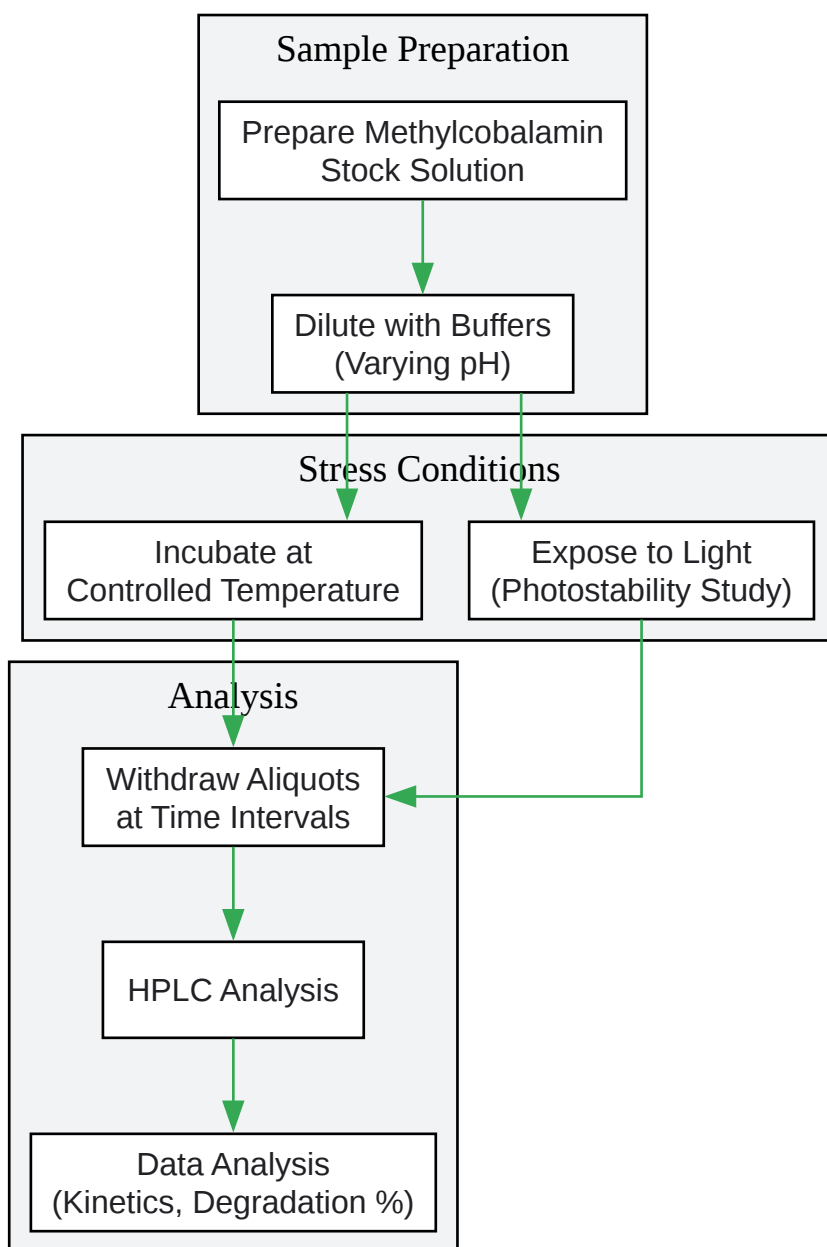 Sample Preparation
Prepare Methylcobalamin
Stock Solution
Dilute with Buffers
(Varying pH)
Stress Conditions
Incubate at
Controlled Temperature
Expose to Light
(Photostability Study)
Analysis
Withdraw Aliquots
at Time Intervals
HPLC Analysis
Data Analysis
(Kinetics, Degradation %)